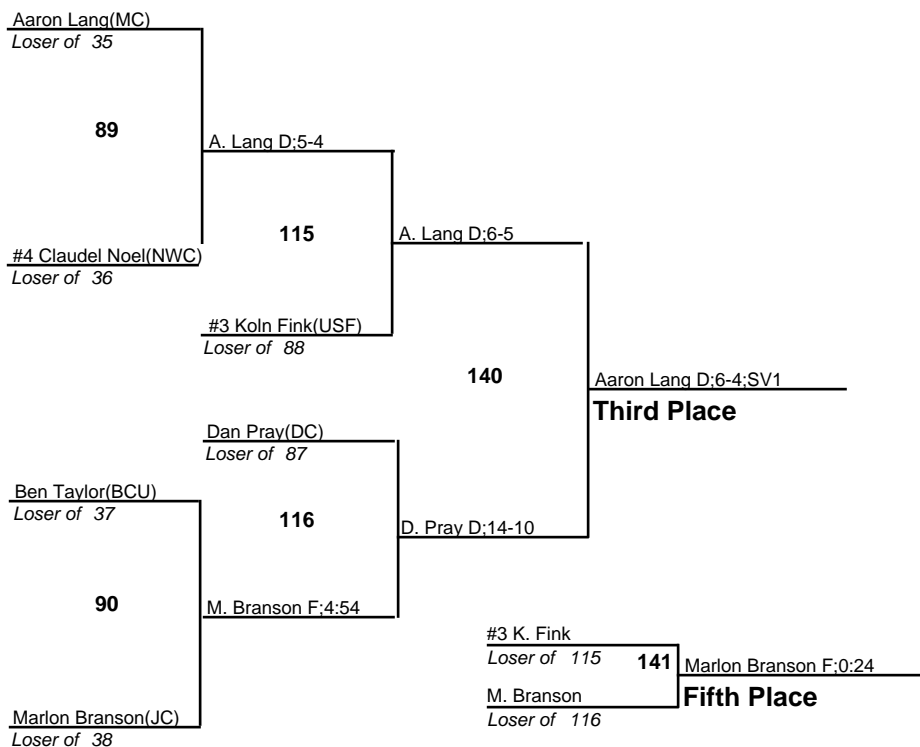 Aaron Lang(MC)
Loser of 35
89
A. Lang D;5-4
#4 Claudel Noel(NWC)
Loser of 36
115
A. Lang D;6-5
#3 Koln Fink(USF)
Loser of 88
140
Aaron Lang D;6-4;SV1
Third Place
Dan Pray(DC)
Loser of 87
Ben Taylor(BCU)
Loser of 37
116
D. Pray D;14-10
90
M. Branson F;4:54
Marlon Branson(JC)
Loser of 38
#3 K. Fink
Loser of 115
141
Marlon Branson F;0:24
M. Branson
Fifth Place
Loser of 116